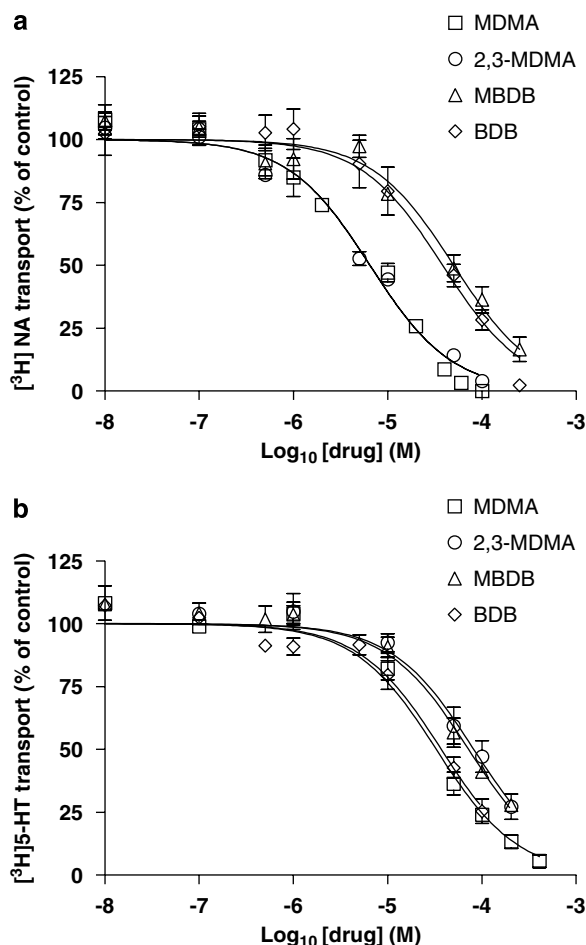 a
MDMA
2,3-MDMA
MBDB
BDB
[³H] NA transport (% of control)
125
100
75
50
25
0
-8 -7 -6 -5 -4 -3
Log₁₀ [drug] (M)
b
MDMA
2,3-MDMA
MBDB
BDB
[³H]5-HT transport (% of control)
125
100
75
50
25
0
-8 -7 -6 -5 -4 -3
Log₁₀ [drug] (M)